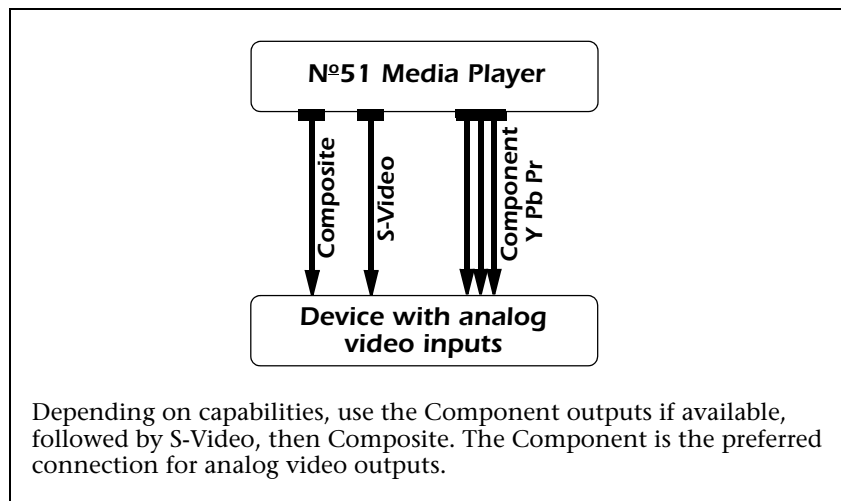 Nº51 Media Player
Composite
S-Video
Component
Y Pb Pr
Device with analog
video inputs
Depending on capabilities, use the Component outputs if available,
followed by S-Video, then Composite. The Component is the preferred
connection for analog video outputs.